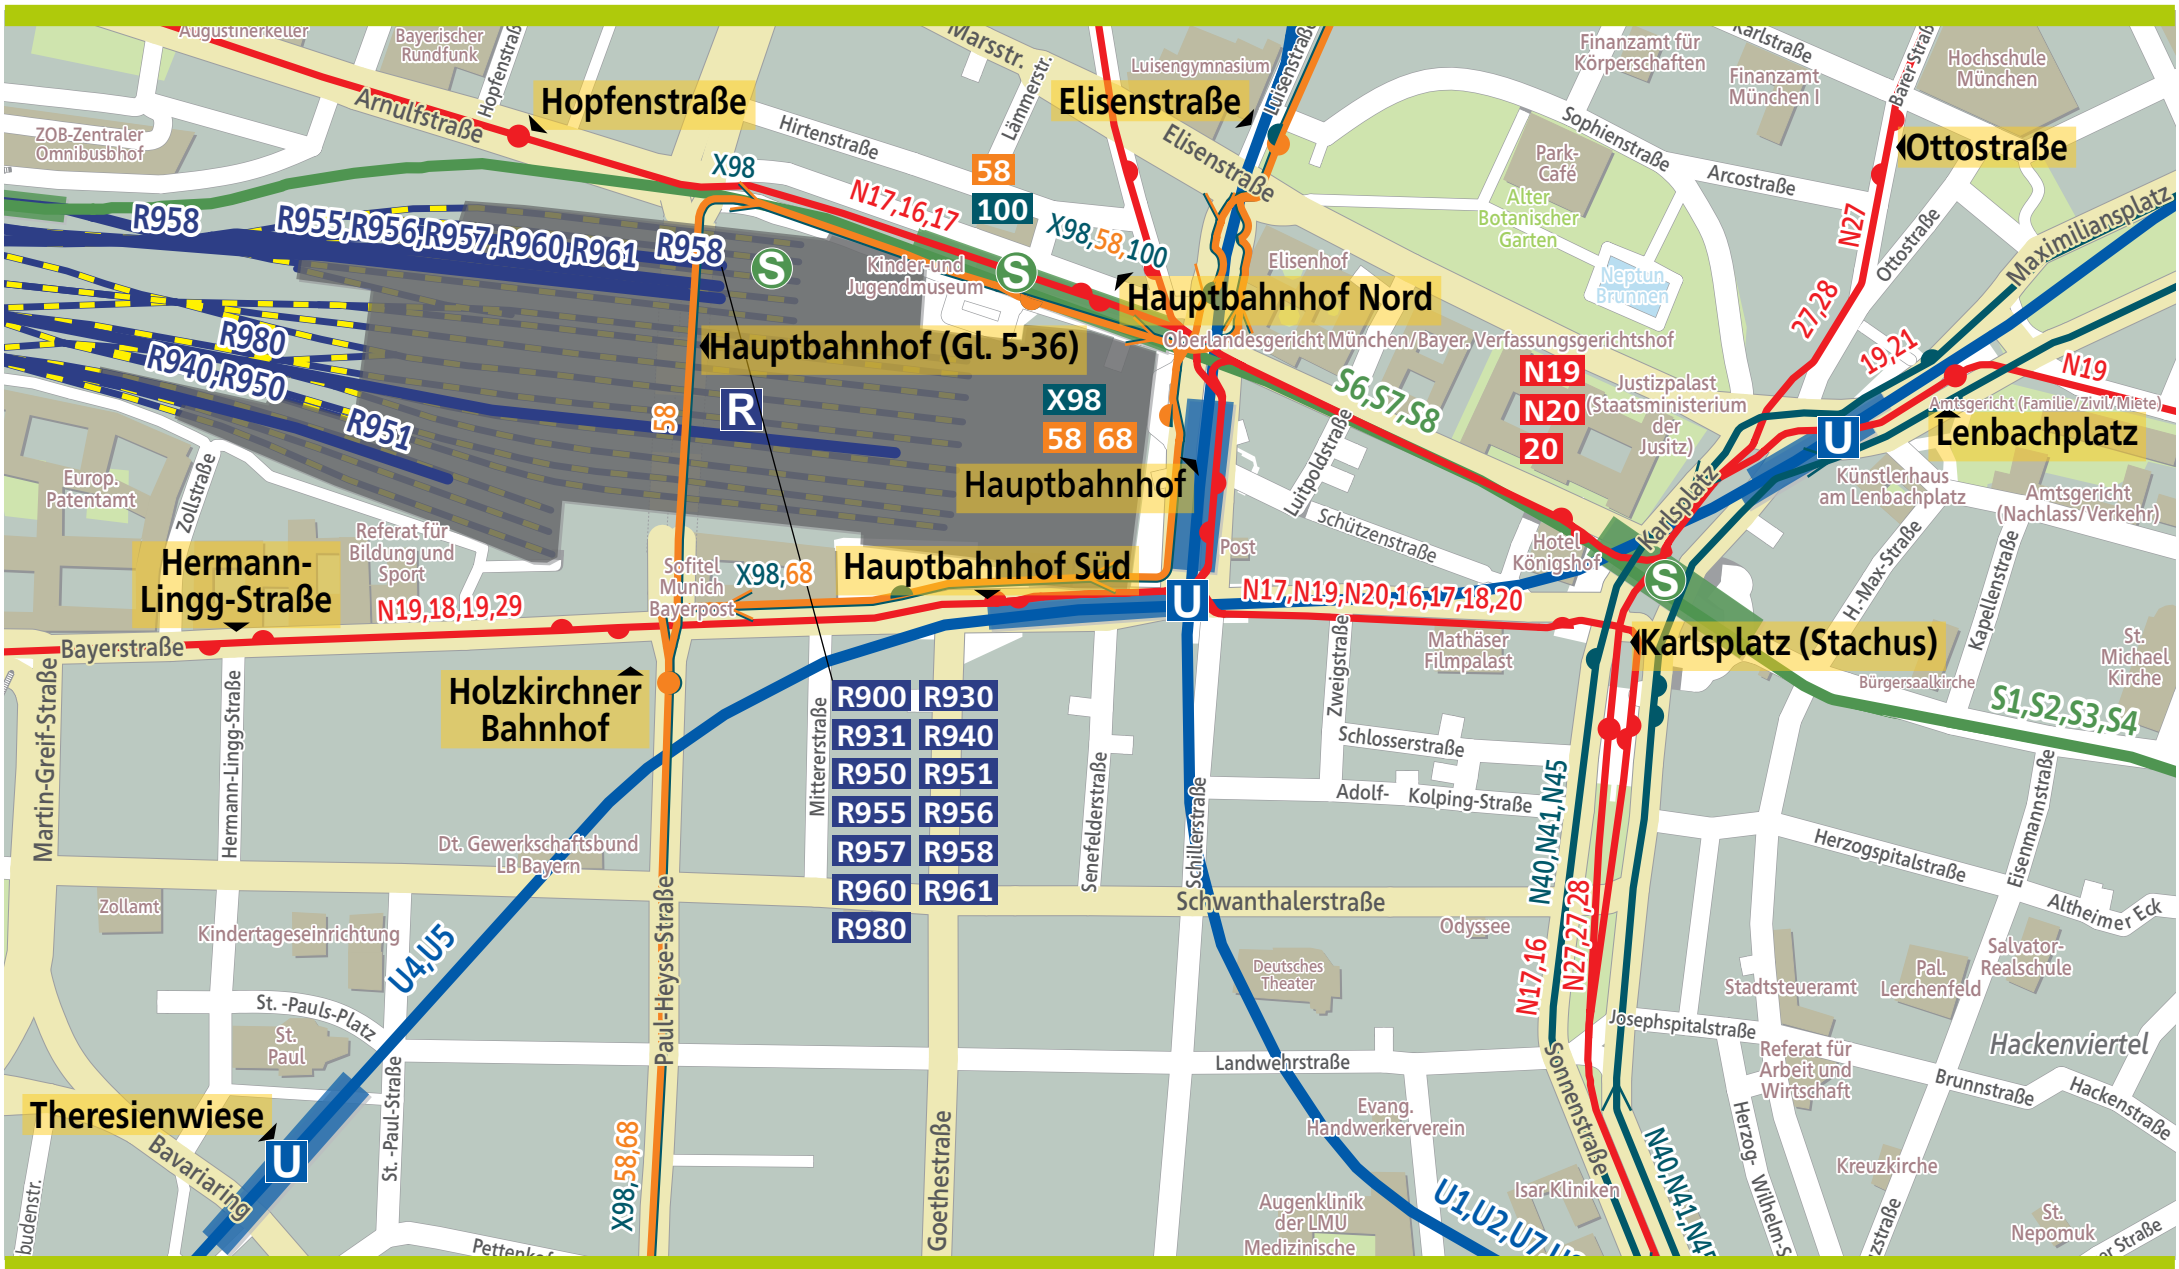 Augustinerkeller
Bayerischer
Rundfunk
Hopfenstraß
Marsstr.
Lämmerstr.
Luisengymnasium
Luisenstraße
Finanzamt für
Körperschaften
Karlstraße
Finanzamt
München I
Barer-Straß
Hochschule
München
Arnulfstraße
Hopfenstraße
Elisenstraße
Ottostraße
ZOB-Zentraler
Omnibusbhof
Hirtenstraße
Elisenstraße
Sophienstraße
Park-
Café
Arcostraße
Alter
Botanischer
Garten
X98
58
100
N17,16,17
X98,58,100
N27
Ottostraße
Maximiliansplatz
R958
R955,R956,R957,R960,R961
R958
S
S
Kinder-und
Jugendmuseum
Elisenhof
Neptun
Brunnen
Hauptbahnhof Nord
27,28
19,21
N19
R980
R940,R950
R951
Hauptbahnhof (Gl. 5-36)
Oberlandesgericht München/Bayer. Verfassungsgerichtshof
N19
N20
20
S6,S7,S8
Justizpalast
(Staatsministerium
der
Jusitz)
Amtsgericht (Familie/Zivil/Miete)
Lenbachplatz
U
58
R
X98
58 68
Hauptbahnhof
Luitpoldstraße
Schützenstraße
Karlsplatz
Künstlerhaus
am Lenbachplatz
Amtsgericht
(Nachlass/Verkehr)
Europ.
Patentamt
Zollstraße
Referat für
Bildung und
Sport
Hermann-
Lingg-Straße
Sofitel
Munich
Bayerpost
X98,68
Hauptbahnhof Süd
Post
Hotel
Königshof
S
H.-Max-Straße
Kapellenstraße
N19,18,19,29
U
N17,N19,N20,16,17,18,20
Bayerstraße
Karlsplatz (Stachus)
Mathäser
Filmpalast
Bürgersaalkirche
St.
Michael
Kirche
Holzkirchner
Bahnhof
Martin-Greif-Straße
Hermann-Lingg-Straße
Mittererstraße
Senefelderstraße
Schillerstraße
Zweigstraße
S1,S2,S3,S4
R900 R930
R931 R940
R950 R951
R955 R956
R957 R958
R960 R961
R980
Schlosserstraße
Adolf- Kolping-Straße
N40,N41,N45
Herzogspitalstraße
Eisenmannstraße
Altheimer Eck
Dt. Gewerkschaftsbund
LB Bayern
Schwanthalerstraße
Zollamt
Kindertageseinrichtung
U4,U5
Paul-Heyse-Straße
Odyssee
Deutsches
Theater
N17,16
N27,27,28
Stadtsteueramt
Pal.
Lerchenfeld
Salvator-
Realschule
St. -Pauls-Platz
St.
Paul
St. -Paul-Straße
Landwehrstraße
Josephspitalstraße
Hackenviertel
Referat für
Arbeit und
Wirtschaft
Brunnstraße
Hackenstraße
Theresienwiese
U
Bavariaring
budenstr.
X98,58,68
Goethestraße
Evang.
Handwerkerverein
Sonnenstraße
N40,N41,N45
Herzog- Wilhelm-S
Kreuzkirche
Isar Kliniken
Augenklinik
der LMU
Medizinische
U1,U2,U7,U
St.
Nepomuk
zstraße
er Straße
Pettenkof